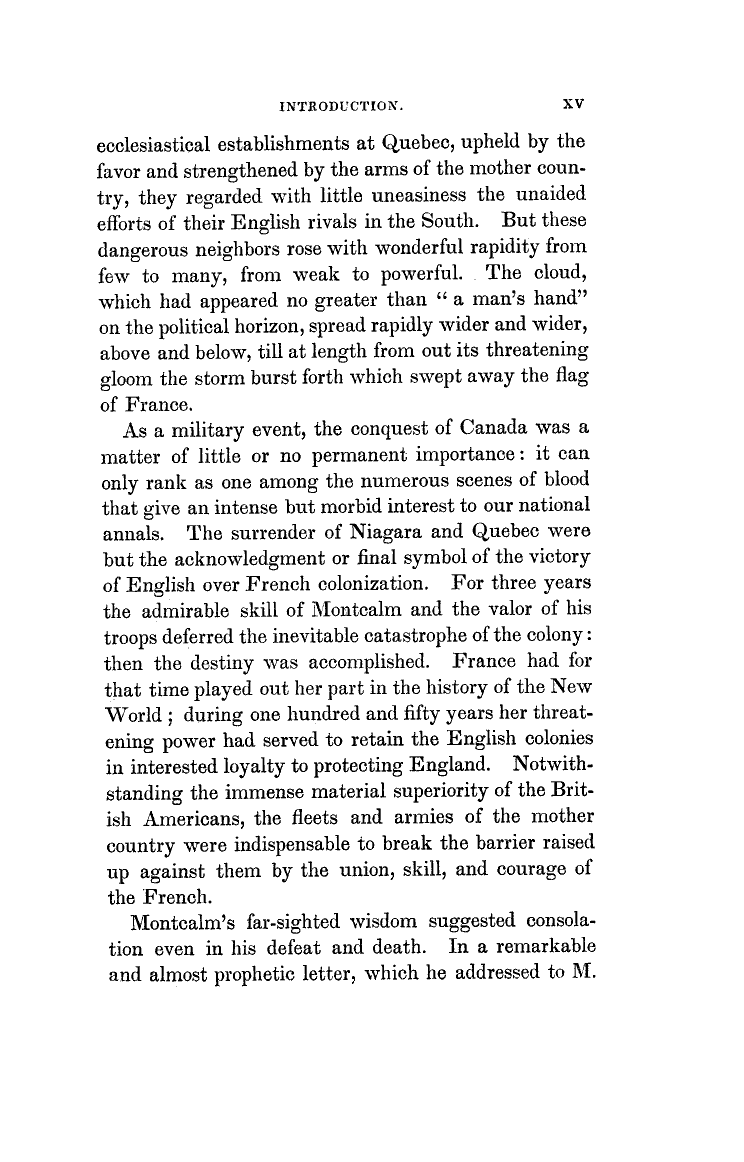 INTRODUCTION. XV
ecclesiastical establishments at Quebec, upheld by the
favor and strengthened by the arms of the mother coun-
try, they regarded with little uneasiness the unaided
efforts of their English rivals in the South. But these
dangerous neighbors rose with wonderful rapidity from
few to many, from weak to powerful. The cloud,
which had appeared no greater than “ a man’s hand”
on the political horizon, spread rapidly wider and wider,
above and below, till at length from out its threatening
gloom the storm burst forth which swept away the flag
of France.
As a military event, the conquest of Canada was a
matter of little or no permanent importance : it can
only rank as one among the numerous scenes of blood
that give an intense but morbid interest to our national
annals. The surrender of Niagara and Quebec were
but the acknowledgment or final symbol of the victory
of English over French colonization. For three years
the admirable skill of Montcalm and the valor of his
troops deferred the inevitable catastrophe of the colony :
then the destiny was accomplished. France had for
that time played out her part in the history of the New
World ; during one hundred and fifty years her threat-
ening power had served to retain the English colonies
in interested loyalty to protecting England. Notwith-
standing the immense material superiority of the Brit-
ish Americans, the fleets and armies of the mother
country were indispensable to break the barrier raised
up against them by the union, skill, and courage of
the French.
Montcalm’s far-sighted wisdom suggested consola-
tion even in his defeat and death. In a remarkable
and almost prophetic letter, which he addressed to M.